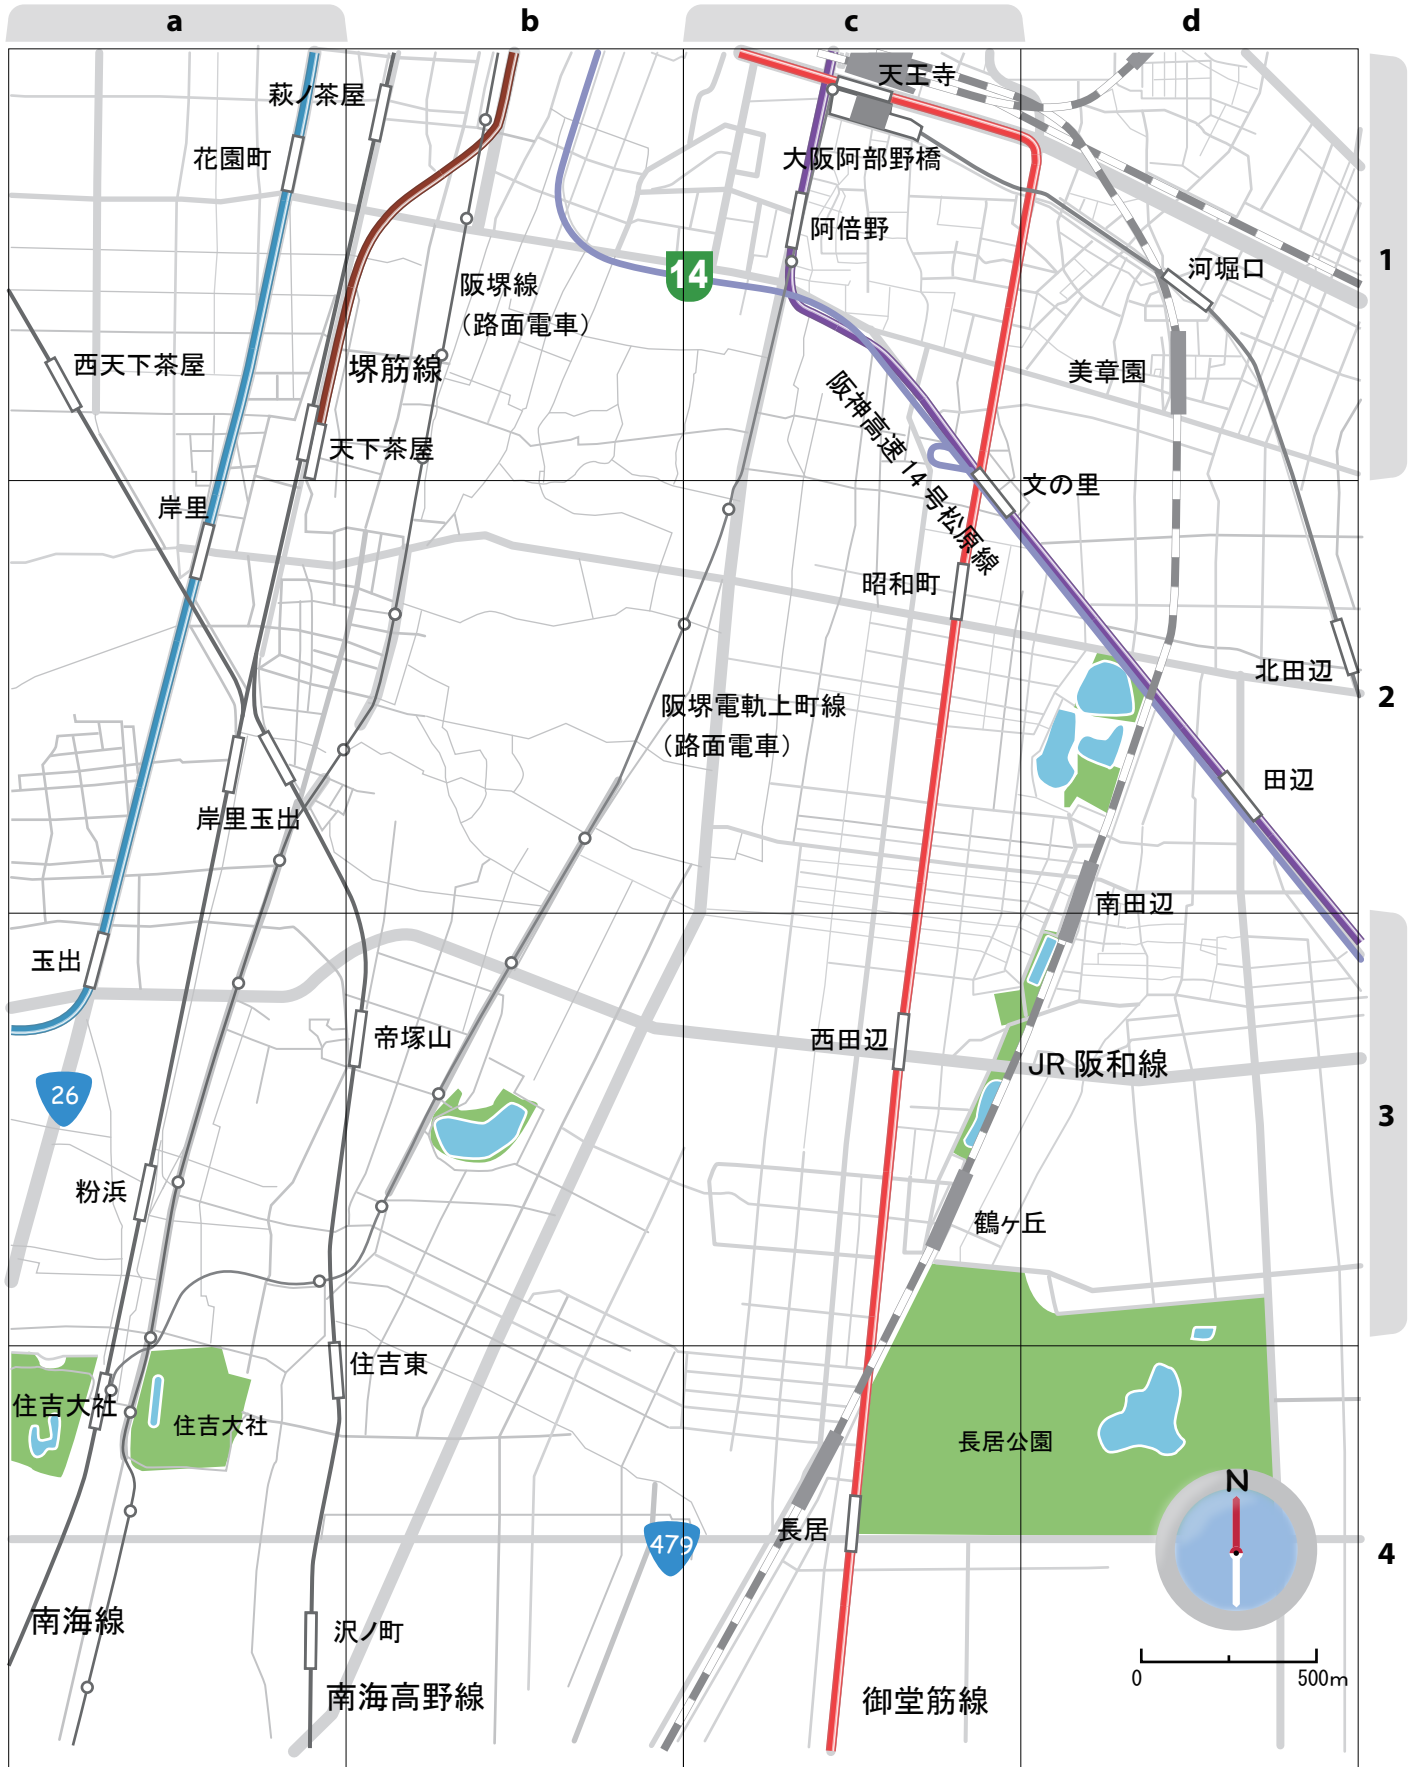 a
b
c
d
天王寺
萩ノ茶屋
花園町
大阪阿部野橋
阿倍野
1
14
河堀口
阪堺線
（路面電車）
西天下茶屋
堺筋線
美章園
阪神高速 14 号松原線
天下茶屋
文の里
岸里
昭和町
北田辺
2
阪堺電軌上町線
（路面電車）
田辺
岸里玉出
南田辺
玉出
帝塚山
西田辺
JR 阪和線
26
3
粉浜
鶴ヶ丘
住吉東
住吉大社
住吉大社
長居公園
N
長居
479
4
南海線
沢ノ町
0
500m
南海高野線
御堂筋線